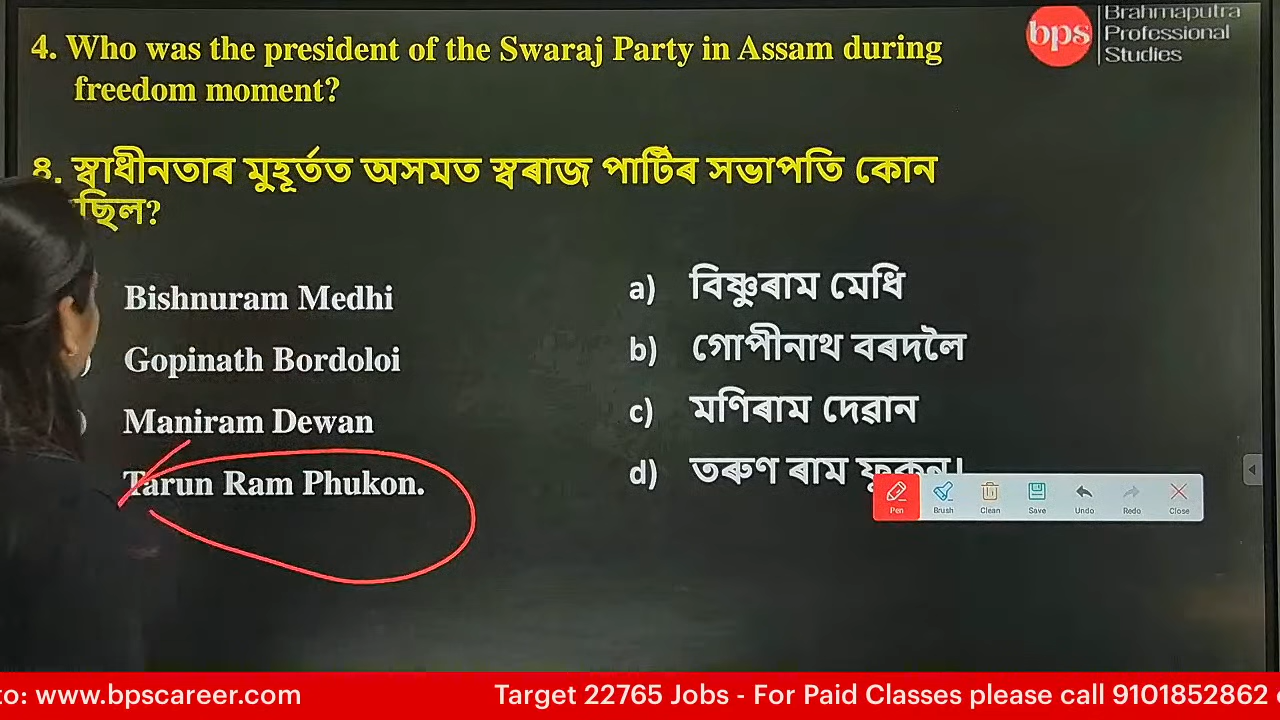 4. Who was the president of the Swaraj Party in Assam during
freedom moment?
bps
Brahmaputra
Professional
Studies
৪. স্বাধীনতাৰ মুহূৰ্তত অসমত স্বৰাজ পাৰ্টিৰ সভাপতি কোন
ছিল?
Bishnuram Medhi
Gopinath Bordoloi
Maniram Dewan
Tarun Ram Phukon.
a) বিষ্ণুৰাম মেধি
b) গোপীনাথ বৰদলৈ
c) মণিৰাম দেৱান
d) তৰুণ ৰাম ফুকন।
Pen Brush Clean Save Undo Redo Close
to: www.bpscareer.com Target 22765 Jobs - For Paid Classes please call 9101852862